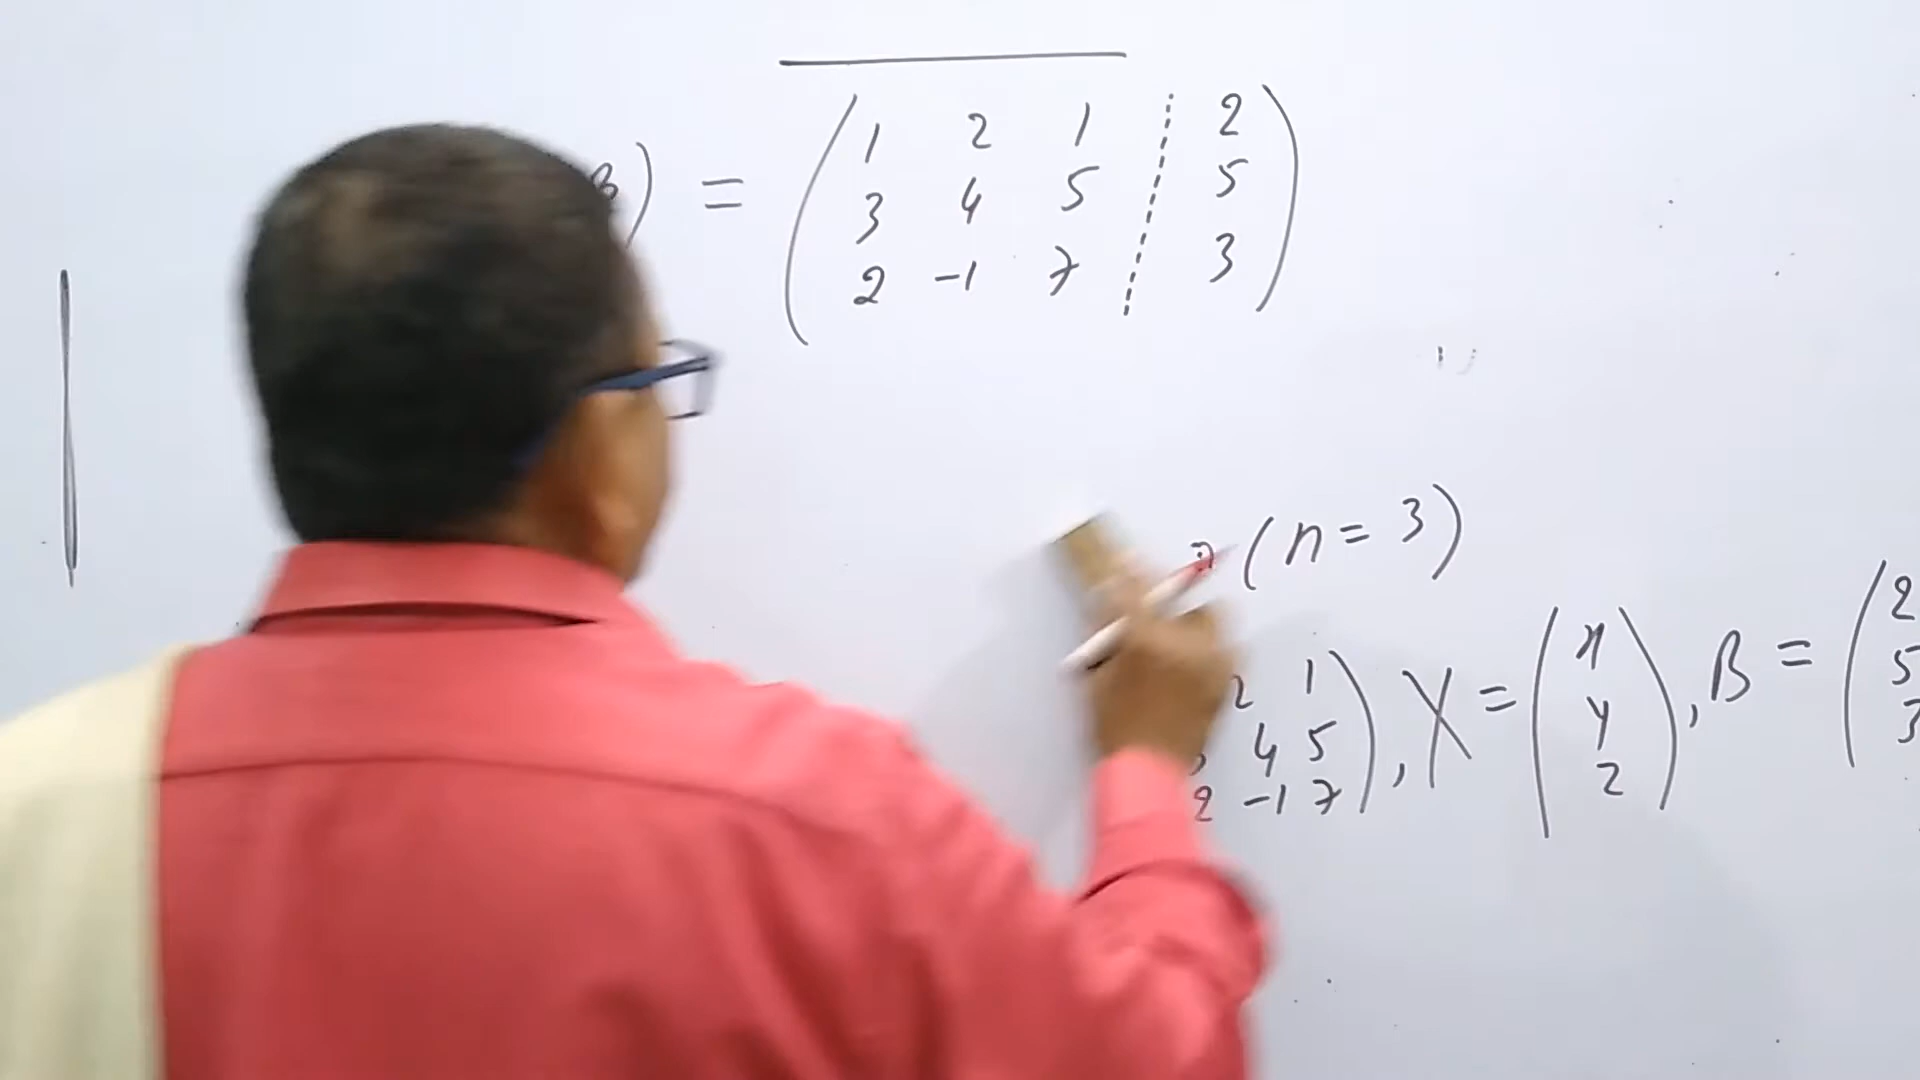 B) = ( 1 2 1 ⋮ 2
3 4 5 ⋮ 5
2 -1 7 ⋮ 3 )
(n = 3)
2 1 ), X = ( x ), B = ( 2
4 5 y 5
2 -1 7 z 3